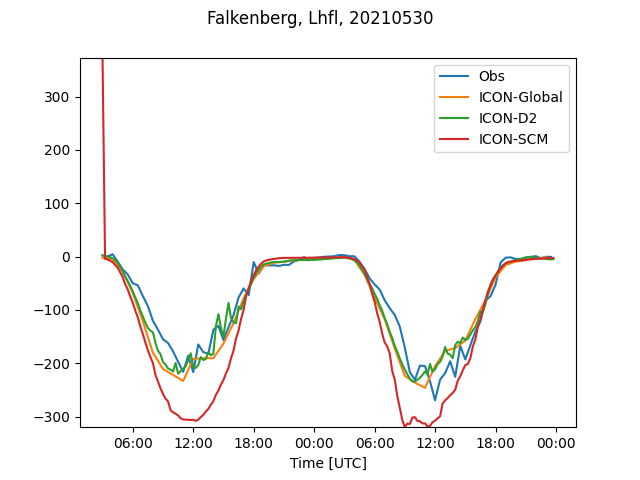 Falkenberg, Lhfl, 20210530
Obs
ICON-Global
ICON-D2
ICON-SCM
300
200
100
0
−100
−200
−300
06:00 12:00 18:00 00:00 06:00 12:00 18:00 00:00
Time [UTC]